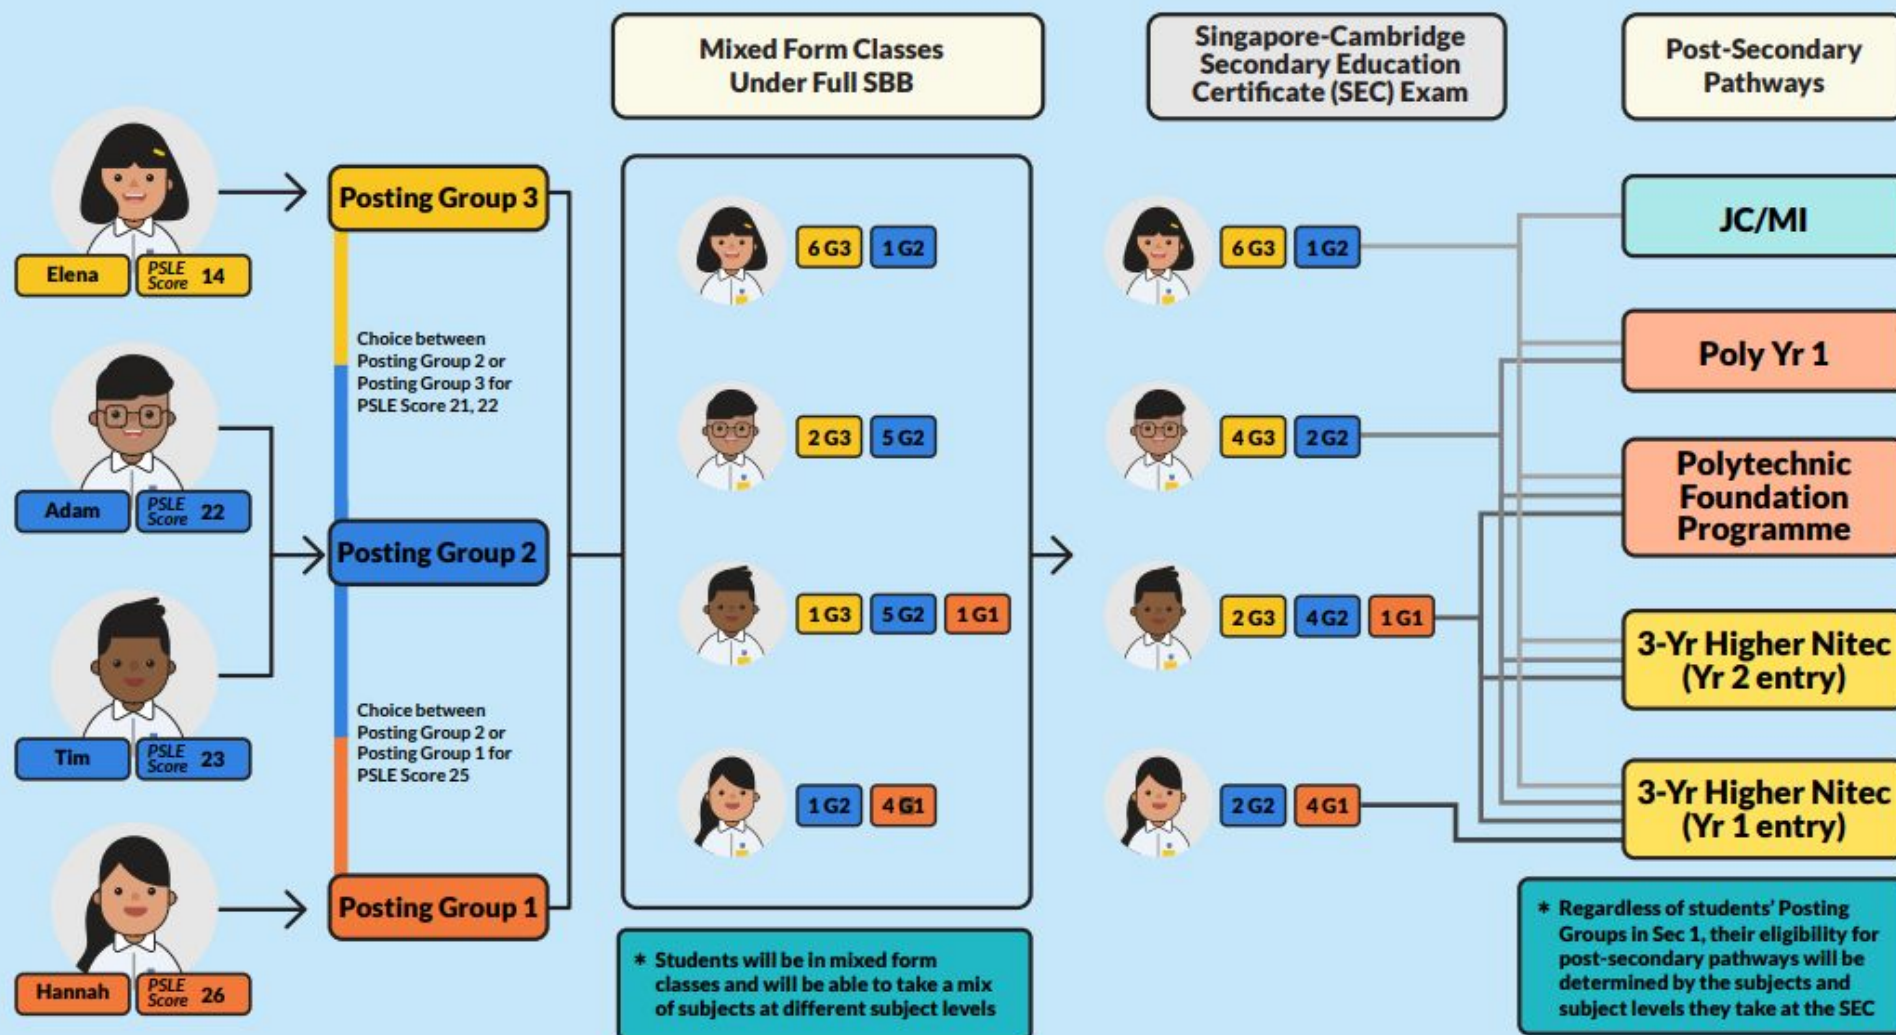 Mixed Form Classes
Under Full SBB
Singapore-Cambridge
Secondary Education
Certificate (SEC) Exam
Post-Secondary
Pathways
Elena
PSLE
Score 14
Adam
PSLE
Score 22
Tim
PSLE
Score 23
Hannah
PSLE
Score 26
Posting Group 3
Choice between
Posting Group 2 or
Posting Group 3 for
PSLE Score 21, 22
Posting Group 2
Choice between
Posting Group 2 or
Posting Group 1 for
PSLE Score 25
Posting Group 1
6 G3 1 G2
2 G3 5 G2
1 G3 5 G2 1 G1
1 G2 4 G1
* Students will be in mixed form
classes and will be able to take a mix
of subjects at different subject levels
6 G3 1 G2
4 G3 2 G2
2 G3 4 G2 1 G1
2 G2 4 G1
JC/MI
Poly Yr 1
Polytechnic
Foundation
Programme
3-Yr Higher Nitec
(Yr 2 entry)
3-Yr Higher Nitec
(Yr 1 entry)
* Regardless of students' Posting
Groups in Sec 1, their eligibility for
post-secondary pathways will be
determined by the subjects and
subject levels they take at the SEC